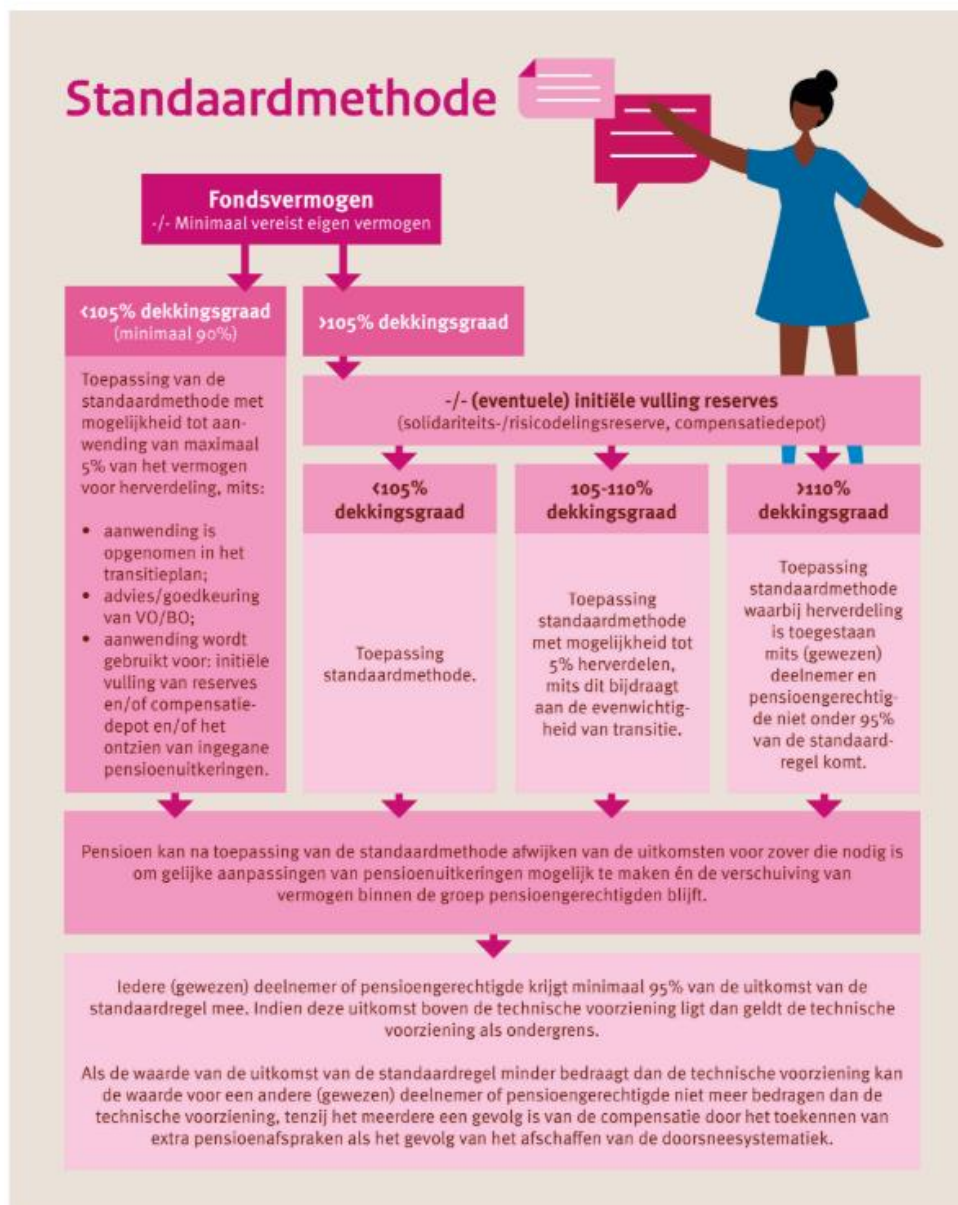 Standaardmethode
Fondsvermogen
-/- Minimaal vereist eigen vermogen
<105% dekkingsgraad
(minimaal 90%)
Toepassing van de
standaardmethode met
mogelijkheid tot aan-
wending van maximaal
5% van het vermogen
voor herverdeling, mits:
• aanwending is
opgenomen in het
transitieplan;
• advies/goedkeuring
van VO/BO;
• aanwending wordt
gebruikt voor: initiële
vulling van reserves
en/of compensatie-
depot en/of het
ontzien van ingegane
pensioenuitkeringen.
>105% dekkingsgraad
-/- (eventuele) initiële vulling reserves
(solidariteits-/risicodelingsreserve, compensatiedepot)
<105%
dekkingsgraad
Toepassing
standaardmethode.
105-110%
dekkingsgraad
Toepassing
standaardmethode
met mogelijkheid tot
5% herverdelen,
mits dit bijdraagt
aan de evenwichtig-
heid van transitie.
>110%
dekkingsgraad
Toepassing
standaardmethode
waarbij herverdeling
is toegestaan
mits (gewezen)
deelnemer en
pensioengerechtig-
de niet onder 95%
van de standaard-
regel komt.
Pensioen kan na toepassing van de standaardmethode afwijken van de uitkomsten voor zover die nodig is
om gelijke aanpassingen van pensioenuitkeringen mogelijk te maken én de verschuiving van
vermogen binnen de groep pensioengerechtigden blijft.
Iedere (gewezen) deelnemer of pensioengerechtigde krijgt minimaal 95% van de uitkomst van de
standaardregel mee. Indien deze uitkomst boven de technische voorziening ligt dan geldt de technische
voorziening als ondergrens.
Als de waarde van de uitkomst van de standaardregel minder bedraagt dan de technische voorziening kan
de waarde voor een andere (gewezen) deelnemer of pensioengerechtigde niet meer bedragen dan de
technische voorziening, tenzij het meerdere een gevolg is van de compensatie door het toekennen van
extra pensioenafspraken als het gevolg van het afschaffen van de doorsneesystematiek.